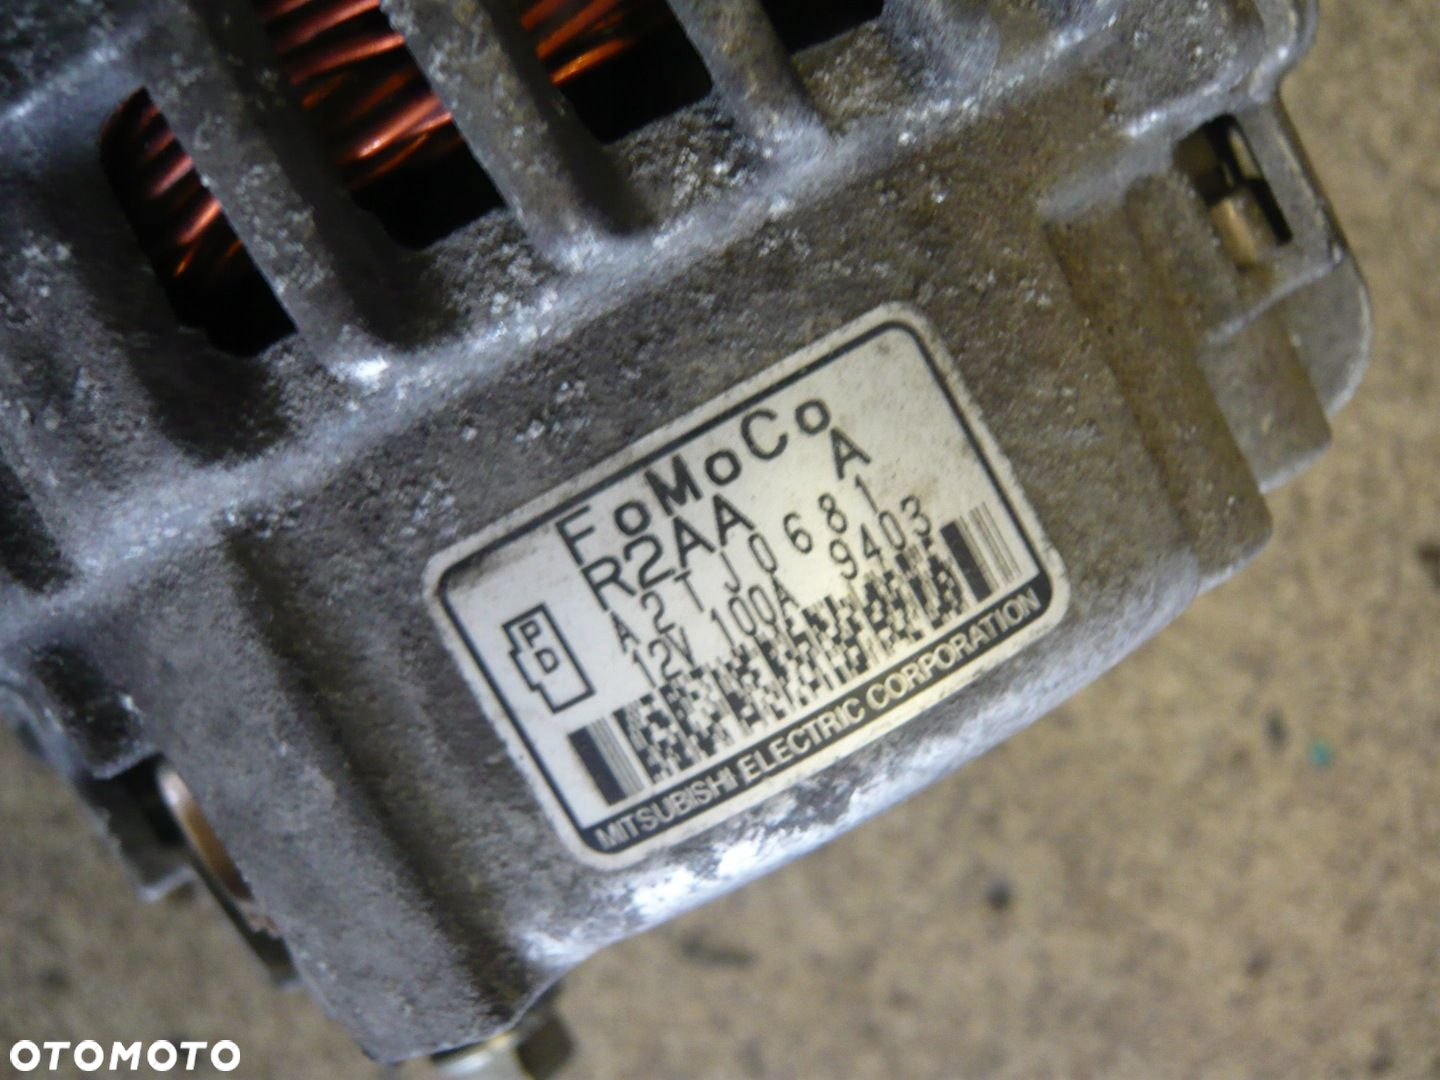 FoMoCo
R2AA A
A2TJ0681
12V 100A 9403
P
D
MITSUBISHI ELECTRIC CORPORATION
OTOMOTO